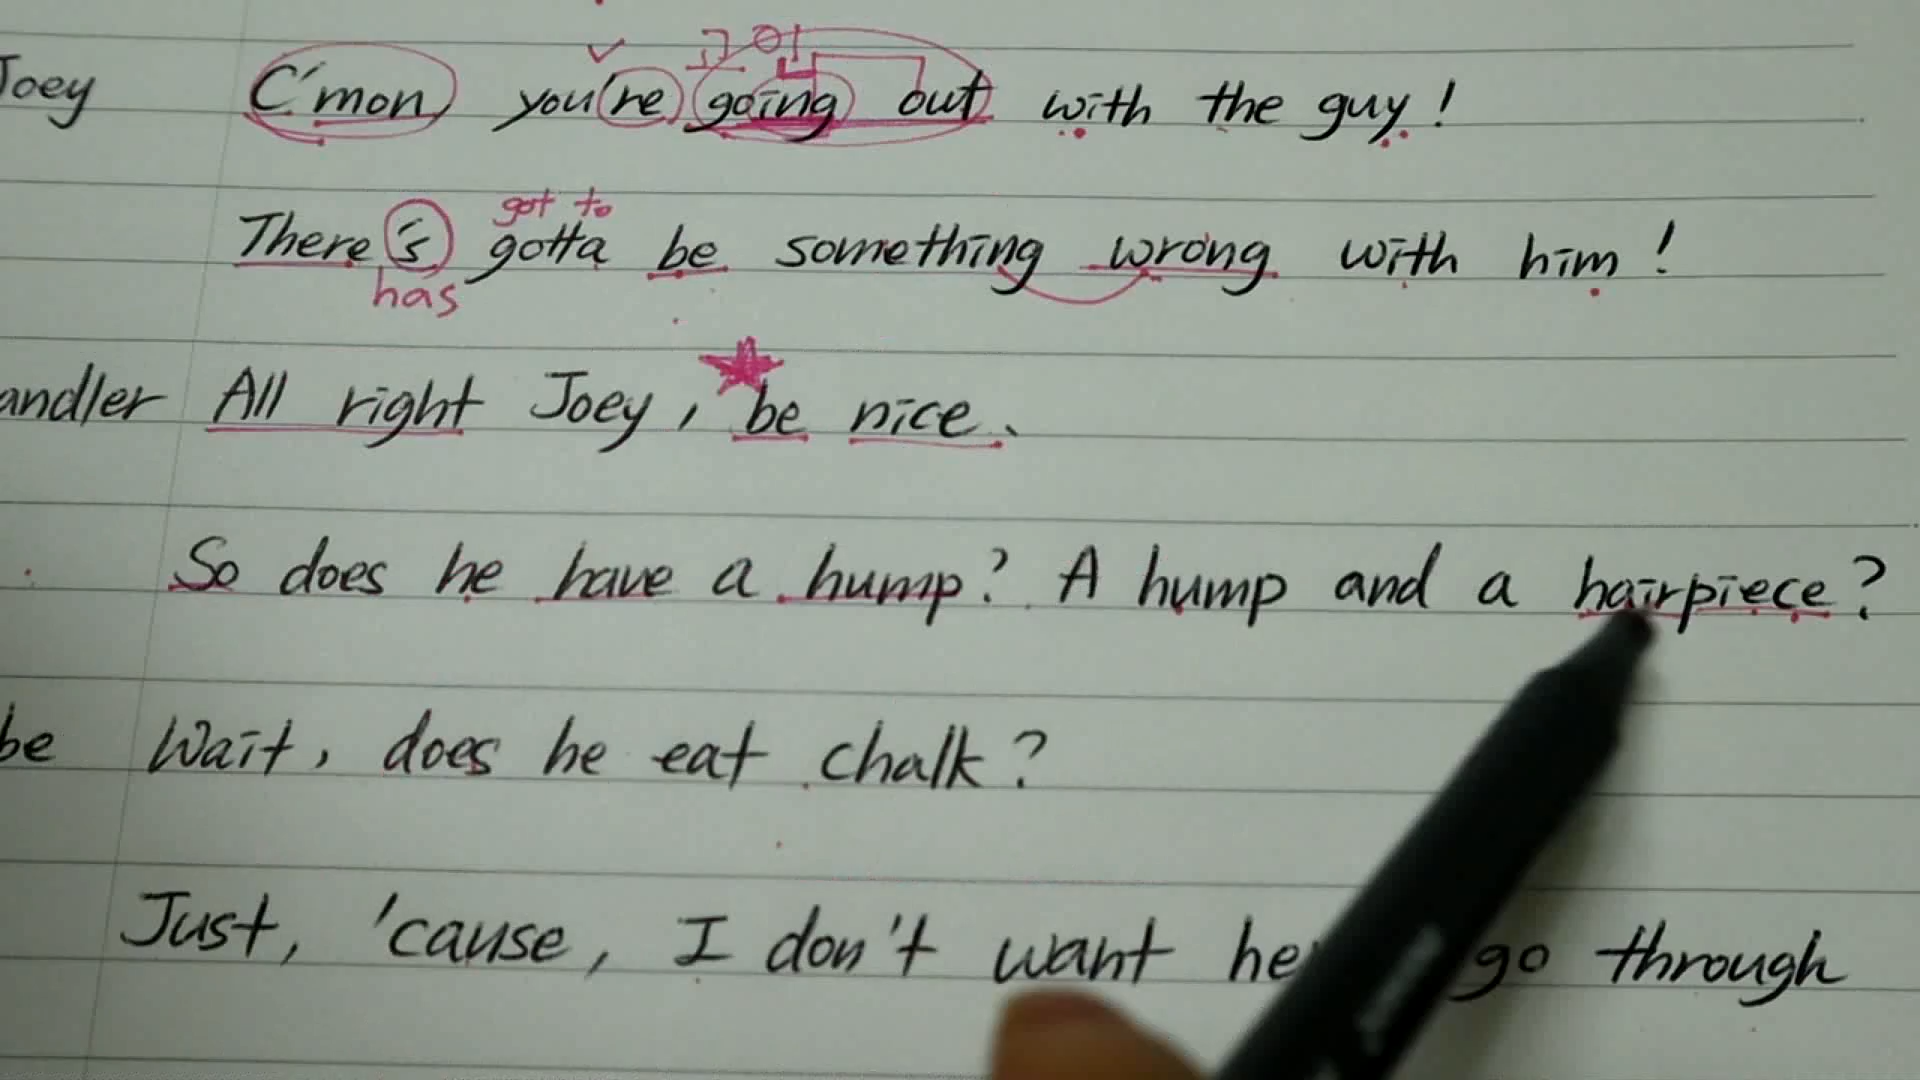 Joey C'mon you're going out with the guy!
got to
There's gotta be something wrong with him!
has
andler All right Joey, be nice.
So does he have a hump? A hump and a hairpiece?
be Wait, does he eat chalk?
Just, 'cause, I don't want he go through